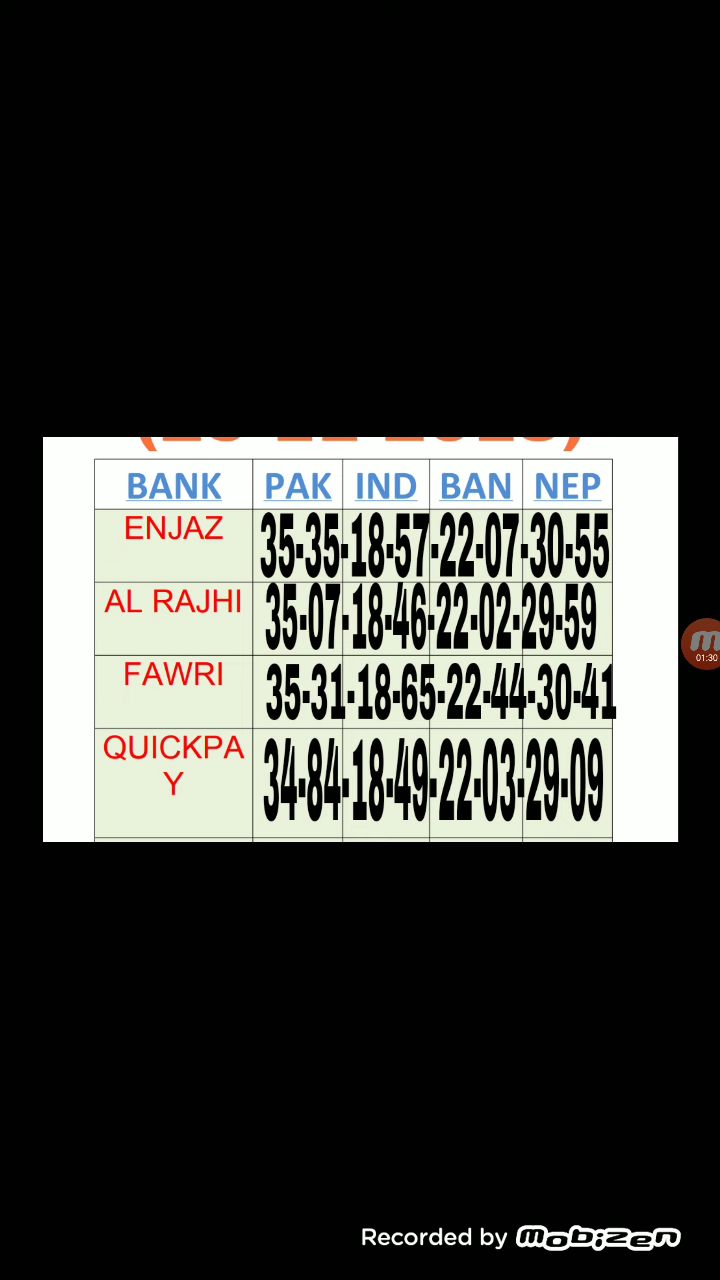 BANK PAK IND BAN NEP
ENJAZ 35-35-18-57-22-07-30-55
AL RAJHI 35-07-18-46-22-02-29-59
FAWRI 35-31-18-65-22-44-30-41
QUICKPA
Y 34-84-18-49-22-03-29-09
01:30
Recorded by mobizen